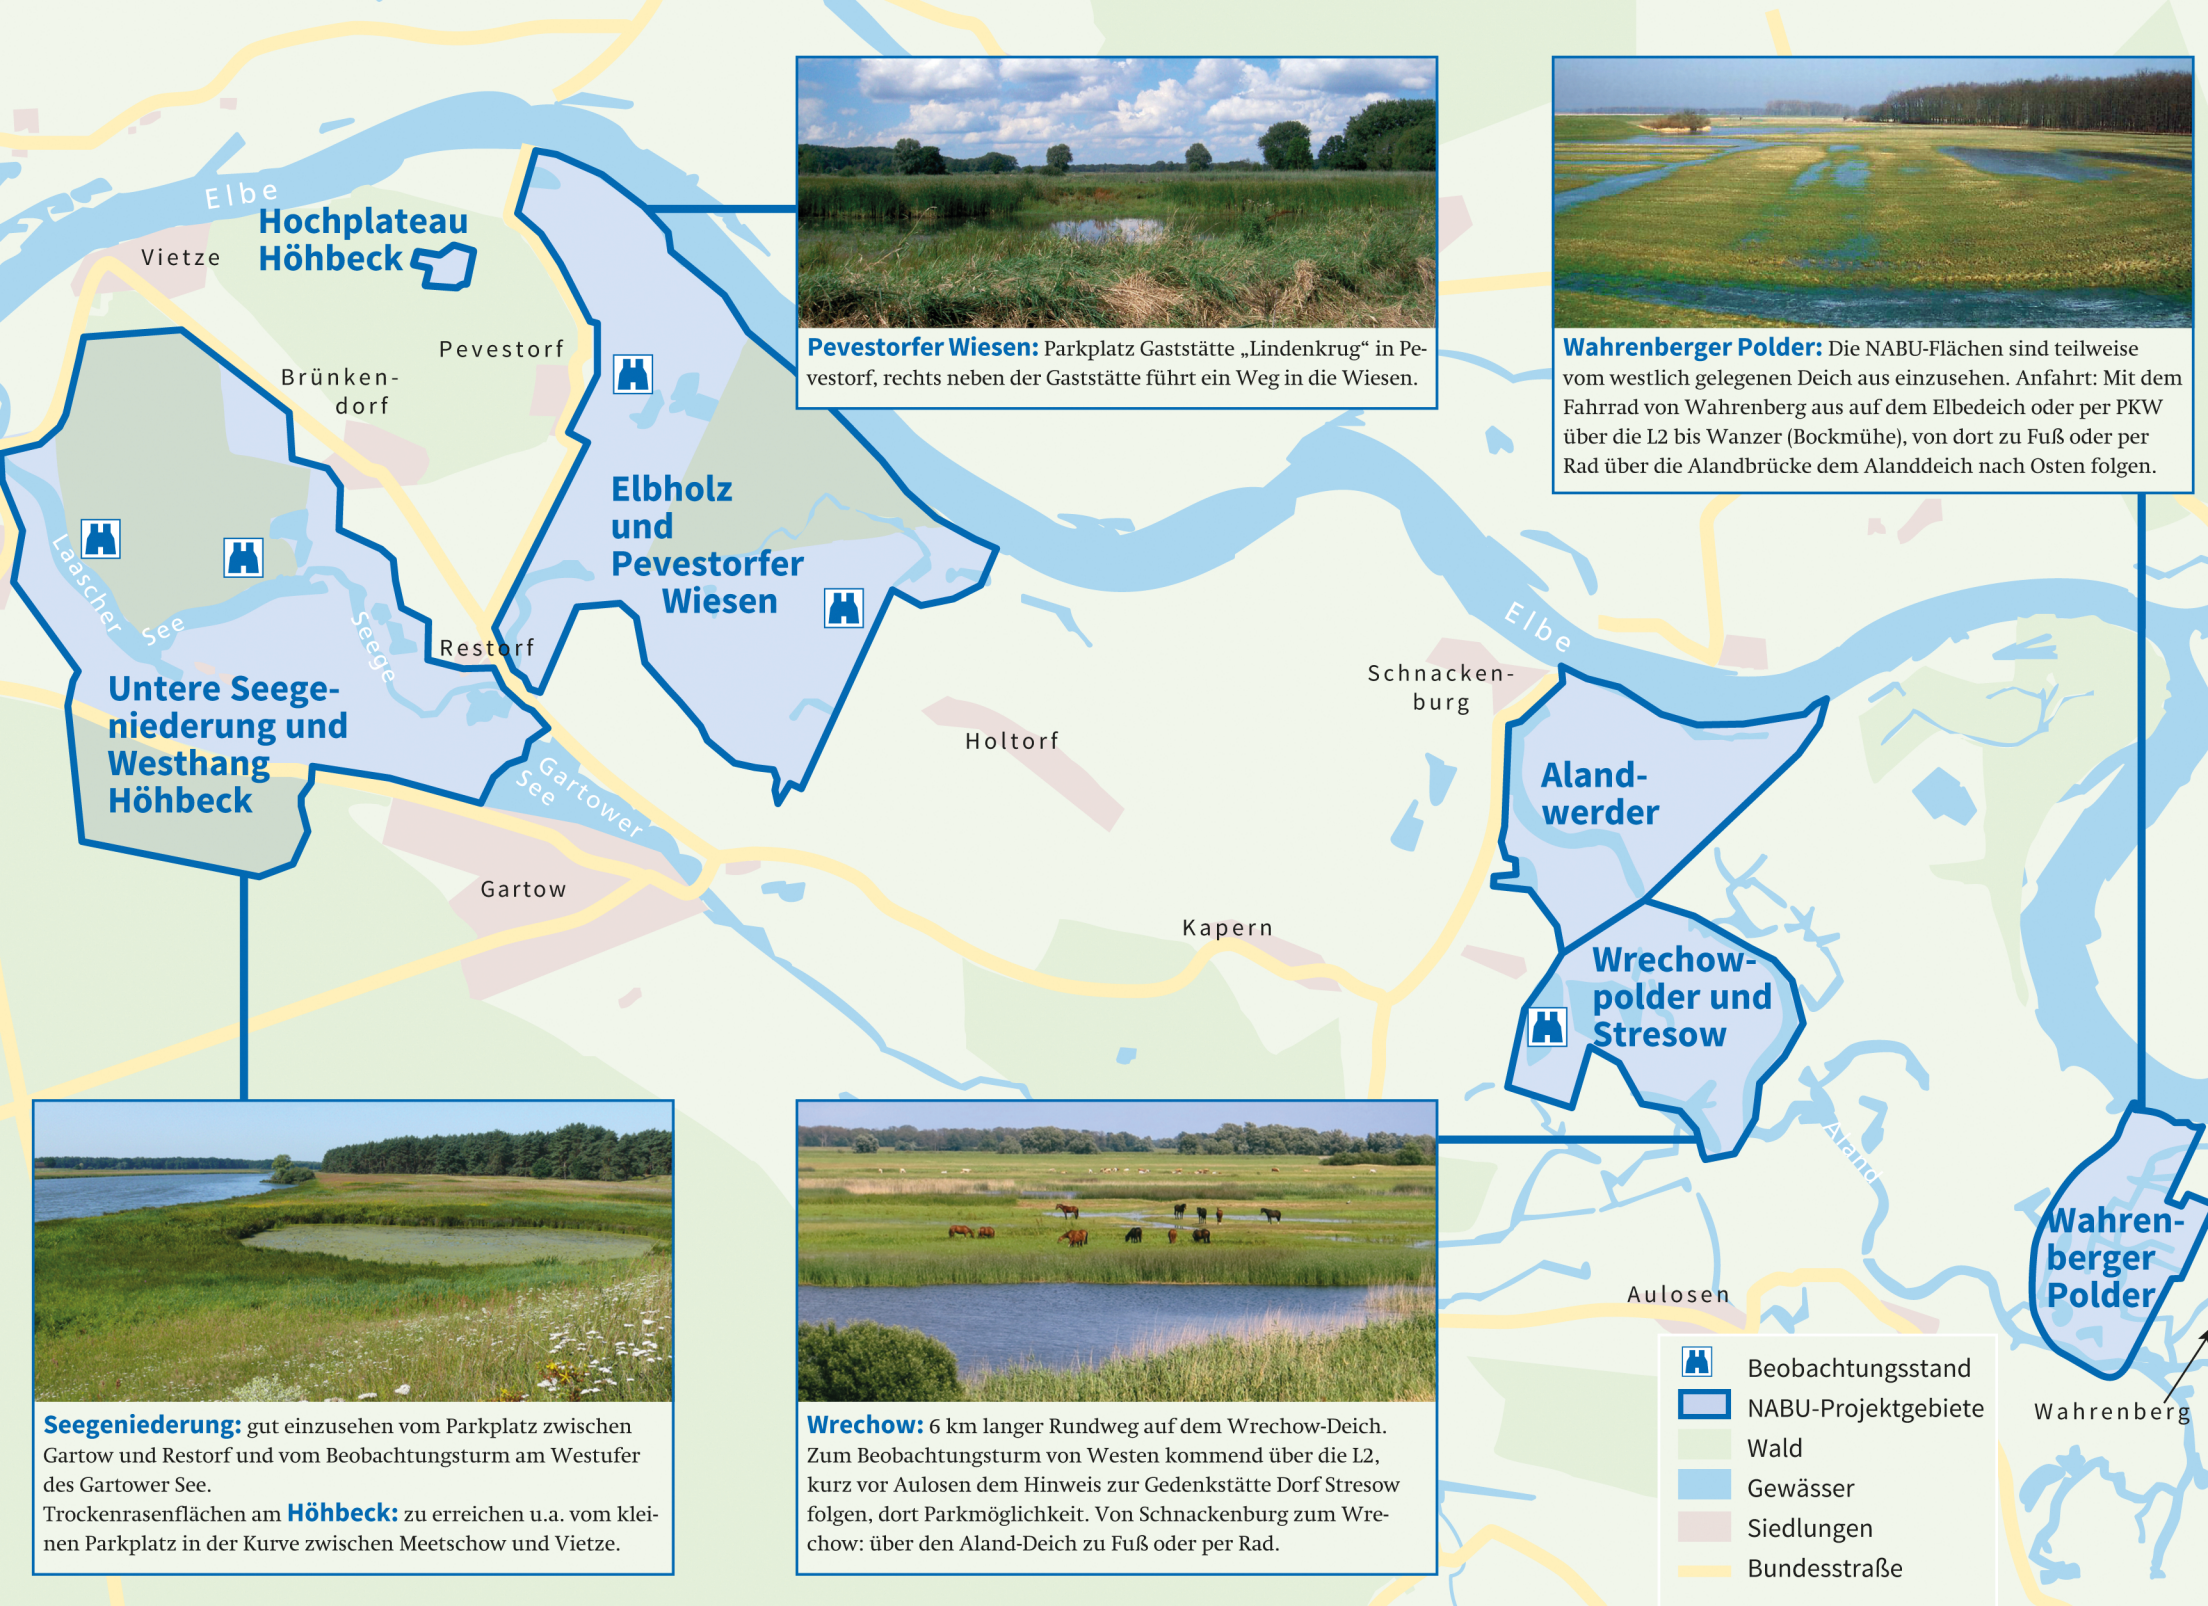 Elbe
Hochplateau
Höhbeck
Vietze
Pevestorf
Brünken-
dorf
Pevestorfer Wiesen: Parkplatz Gaststätte „Lindenkrug“ in Pe-
vestorf, rechts neben der Gaststätte führt ein Weg in die Wiesen.
Wahrenberger Polder: Die NABU-Flächen sind teilweise
vom westlich gelegenen Deich aus einzusehen. Anfahrt: Mit dem
Fahrrad von Wahrenberg aus auf dem Elbedeich oder per PKW
über die L2 bis Wanzer (Bockmühe), von dort zu Fuß oder per
Rad über die Alandbrücke dem Alanddeich nach Osten folgen.
Elbholz
und
Pevestorfer
Wiesen
Laascher
See
Seege
Restorf
Untere Seege-
niederung und
Westhang
Höhbeck
Gartower
See
Gartow
Holtorf
Kapern
Elbe
Schnacken-
burg
Aland-
werder
Wrechow-
polder und
Stresow
Aland
Wahren-
berger
Polder
Aulosen
Wahrenberg
Seegeniederung: gut einzusehen vom Parkplatz zwischen
Gartow und Restorf und vom Beobachtungsturm am Westufer
des Gartower See.
Trockenrasenflächen am Höhbeck: zu erreichen u.a. vom klei-
nen Parkplatz in der Kurve zwischen Meetschow und Vietze.
Wrechow: 6 km langer Rundweg auf dem Wrechow-Deich.
Zum Beobachtungsturm von Westen kommend über die L2,
kurz vor Aulosen dem Hinweis zur Gedenkstätte Dorf Stresow
folgen, dort Parkmöglichkeit. Von Schnackenburg zum Wre-
chow: über den Aland-Deich zu Fuß oder per Rad.
Beobachtungsstand
NABU-Projektgebiete
Wald
Gewässer
Siedlungen
Bundesstraße